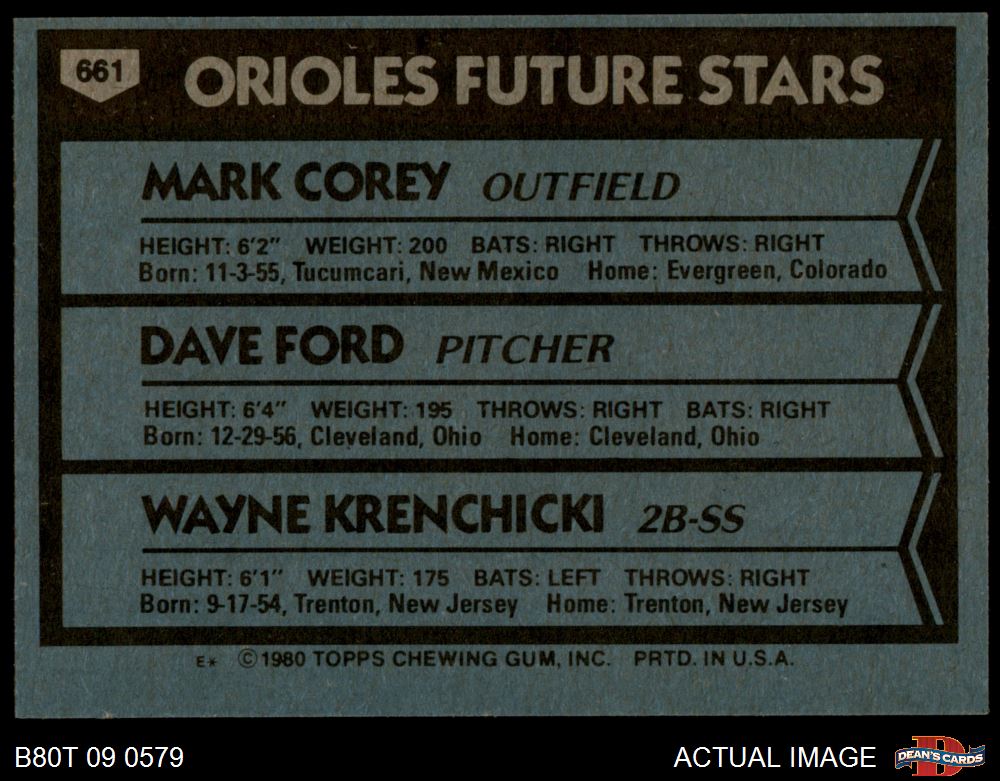 661
ORIOLES FUTURE STARS
MARK COREY OUTFIELD
HEIGHT: 6'2" WEIGHT: 200 BATS: RIGHT THROWS: RIGHT
Born: 11-3-55, Tucumcari, New Mexico Home: Evergreen, Colorado
DAVE FORD PITCHER
HEIGHT: 6'4" WEIGHT: 195 THROWS: RIGHT BATS: RIGHT
Born: 12-29-56, Cleveland, Ohio Home: Cleveland, Ohio
WAYNE KRENCHICKI 2B-SS
HEIGHT: 6'1" WEIGHT: 175 BATS: LEFT THROWS: RIGHT
Born: 9-17-54, Trenton, New Jersey Home: Trenton, New Jersey
E* ©1980 TOPPS CHEWING GUM, INC. PRTD. IN U.S.A.
B80T 09 0579 ACTUAL IMAGE D DEAN'S CARDS